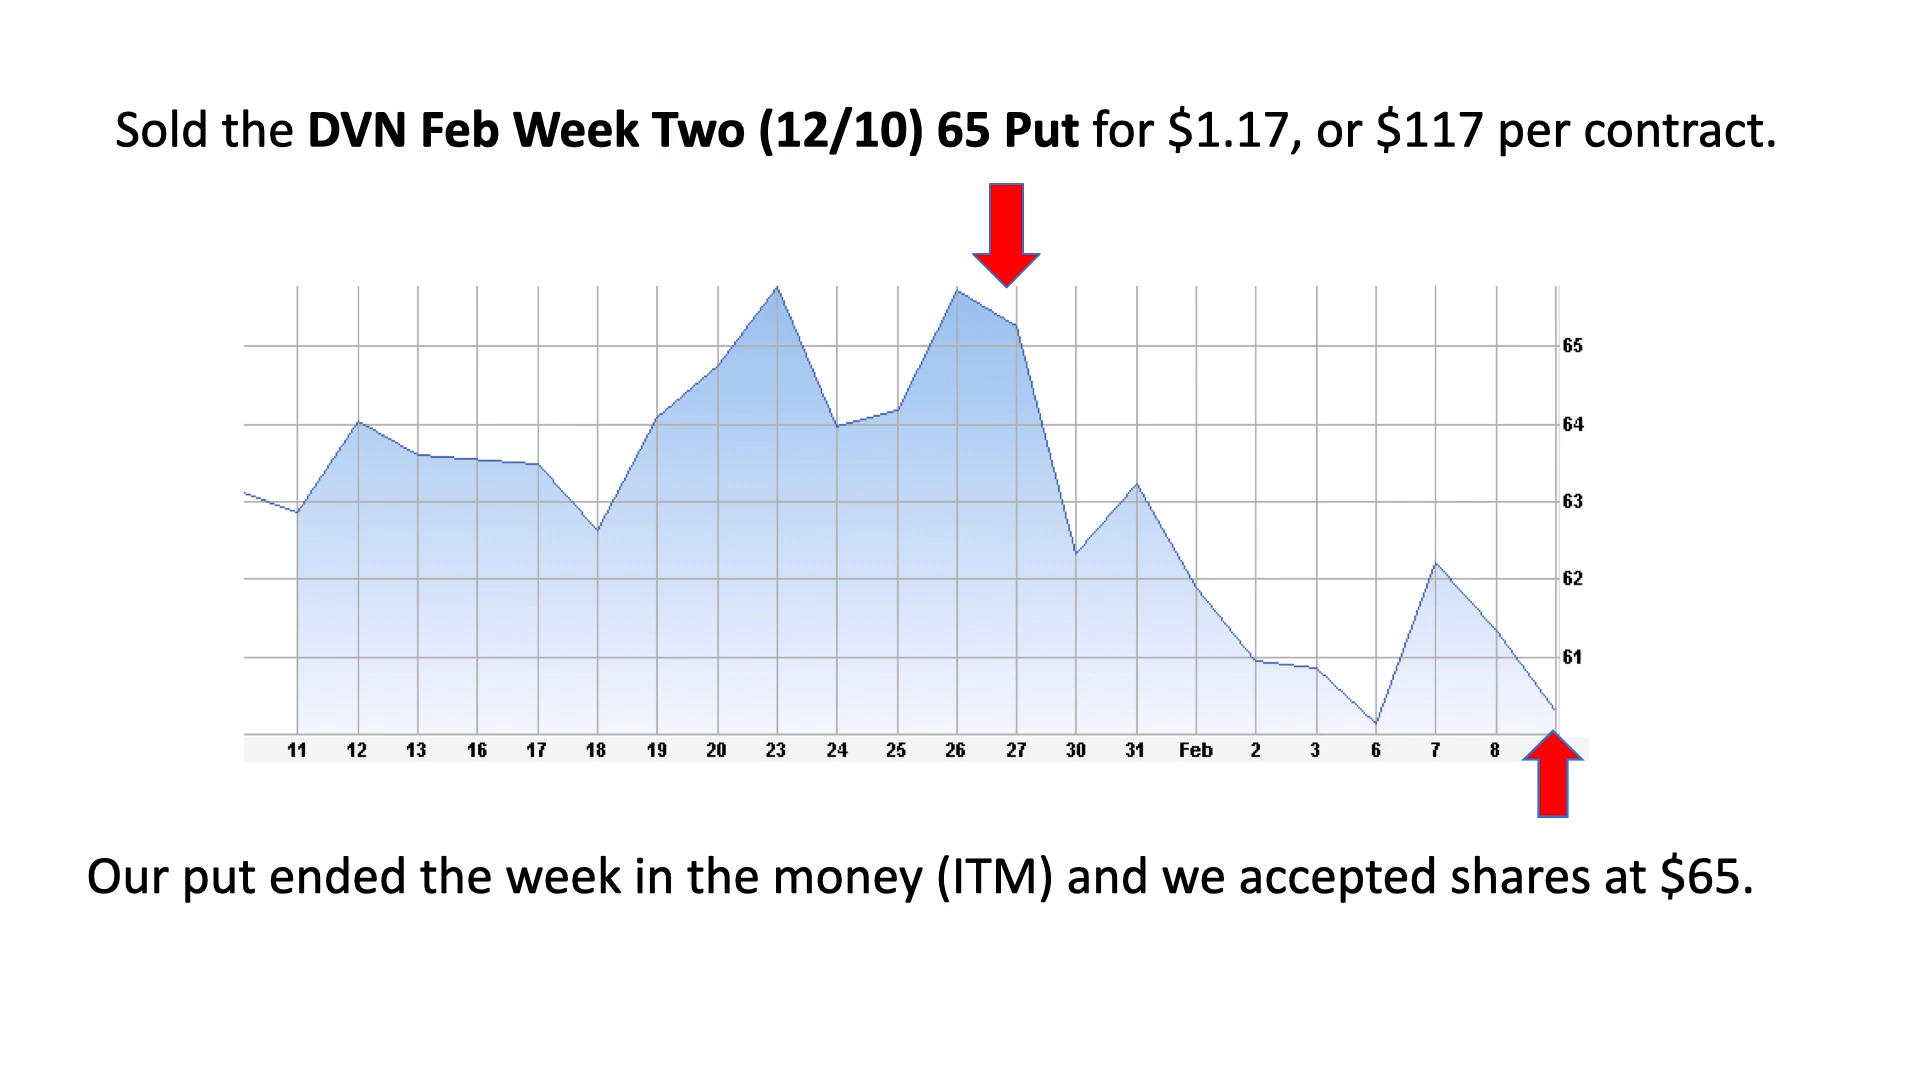 Sold the DVN Feb Week Two (12/10) 65 Put for $1.17, or $117 per contract.
65
64
63
62
61
11 12 13 16 17 18 19 20 23 24 25 26 27 30 31 Feb 2 3 6 7 8
Our put ended the week in the money (ITM) and we accepted shares at $65.